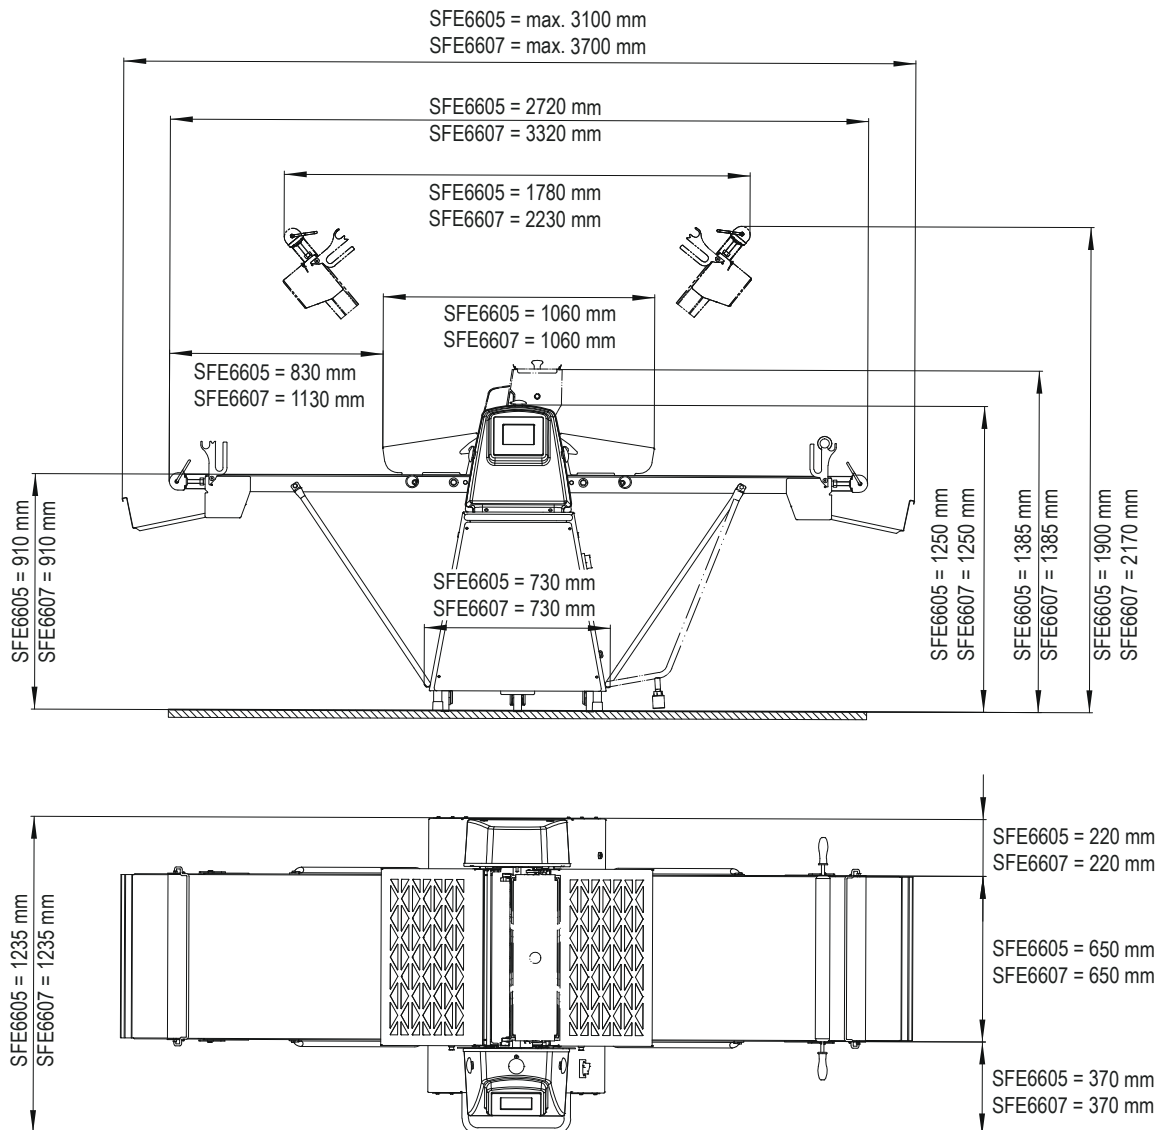 SFE6605 = max. 3100 mm
SFE6607 = max. 3700 mm
SFE6605 = 2720 mm
SFE6607 = 3320 mm
SFE6605 = 1780 mm
SFE6607 = 2230 mm
SFE6605 = 1060 mm
SFE6607 = 1060 mm
SFE6605 = 830 mm
SFE6607 = 1130 mm
SFE6605 = 910 mm
SFE6607 = 910 mm
SFE6605 = 730 mm
SFE6607 = 730 mm
SFE6605 = 1250 mm
SFE6607 = 1250 mm
SFE6605 = 1385 mm
SFE6607 = 1385 mm
SFE6605 = 1900 mm
SFE6607 = 2170 mm
SFE6605 = 1235 mm
SFE6607 = 1235 mm
SFE6605 = 220 mm
SFE6607 = 220 mm
SFE6605 = 650 mm
SFE6607 = 650 mm
SFE6605 = 370 mm
SFE6607 = 370 mm